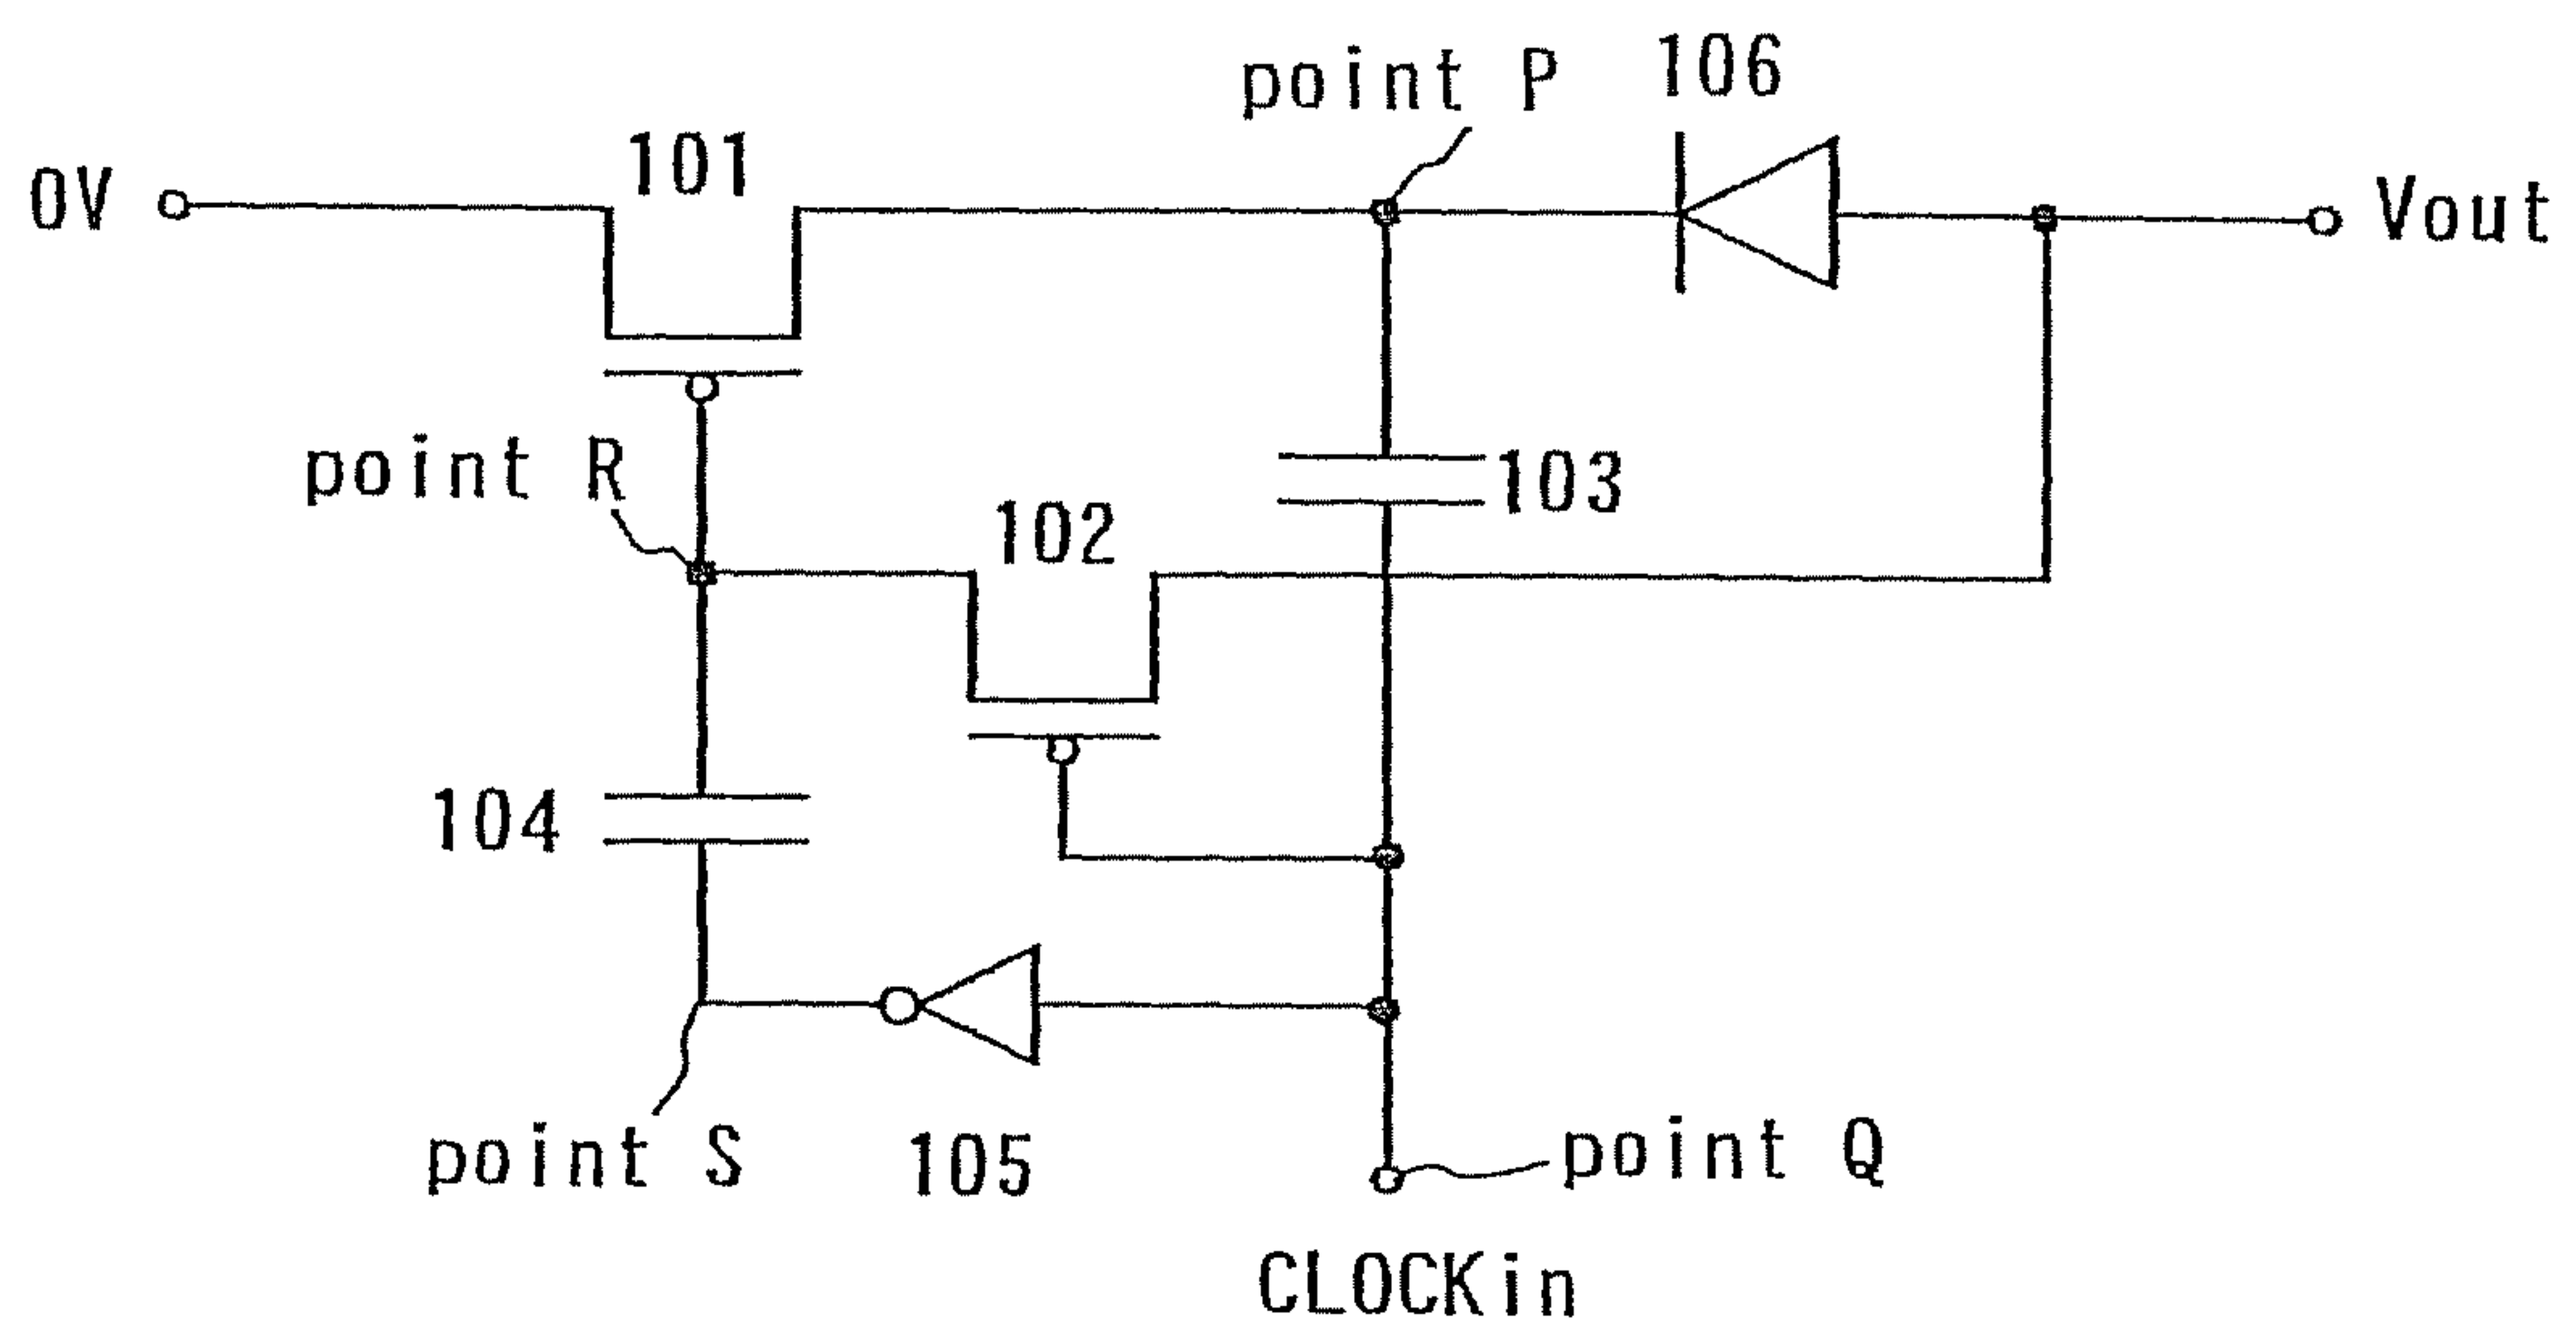 point P
106
101
0V
Vout
point R
103
102
104
point S
105
point Q
CLOCKin